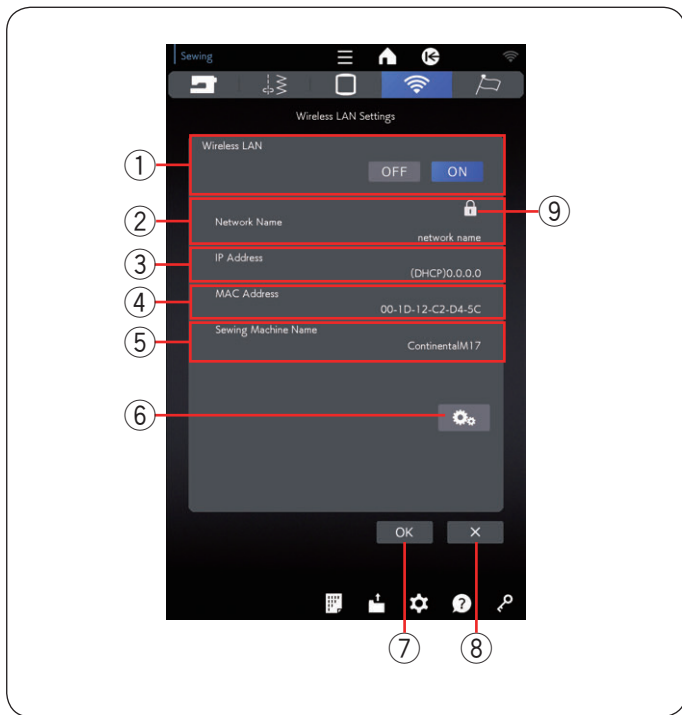 Sewing
Wireless LAN Settings
Wireless LAN
OFF ON
①
②
⑨
Network Name
network name
③
IP Address
(DHCP)0.0.0.0
④
MAC Address
00-1D-12-C2-D4-5C
⑤
Sewing Machine Name
ContinentalM17
⑥
OK ×
?
⑦ ⑧